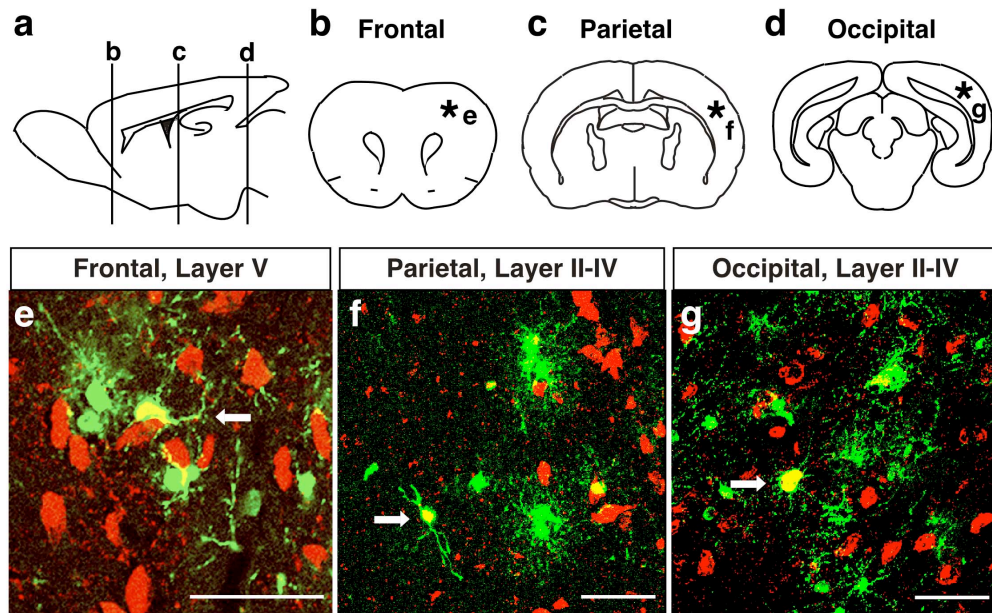 a
b c d
b Frontal
*e
c Parietal
*f
d Occipital
*g
Frontal, Layer V
Parietal, Layer II-IV
Occipital, Layer II-IV
e
f
g